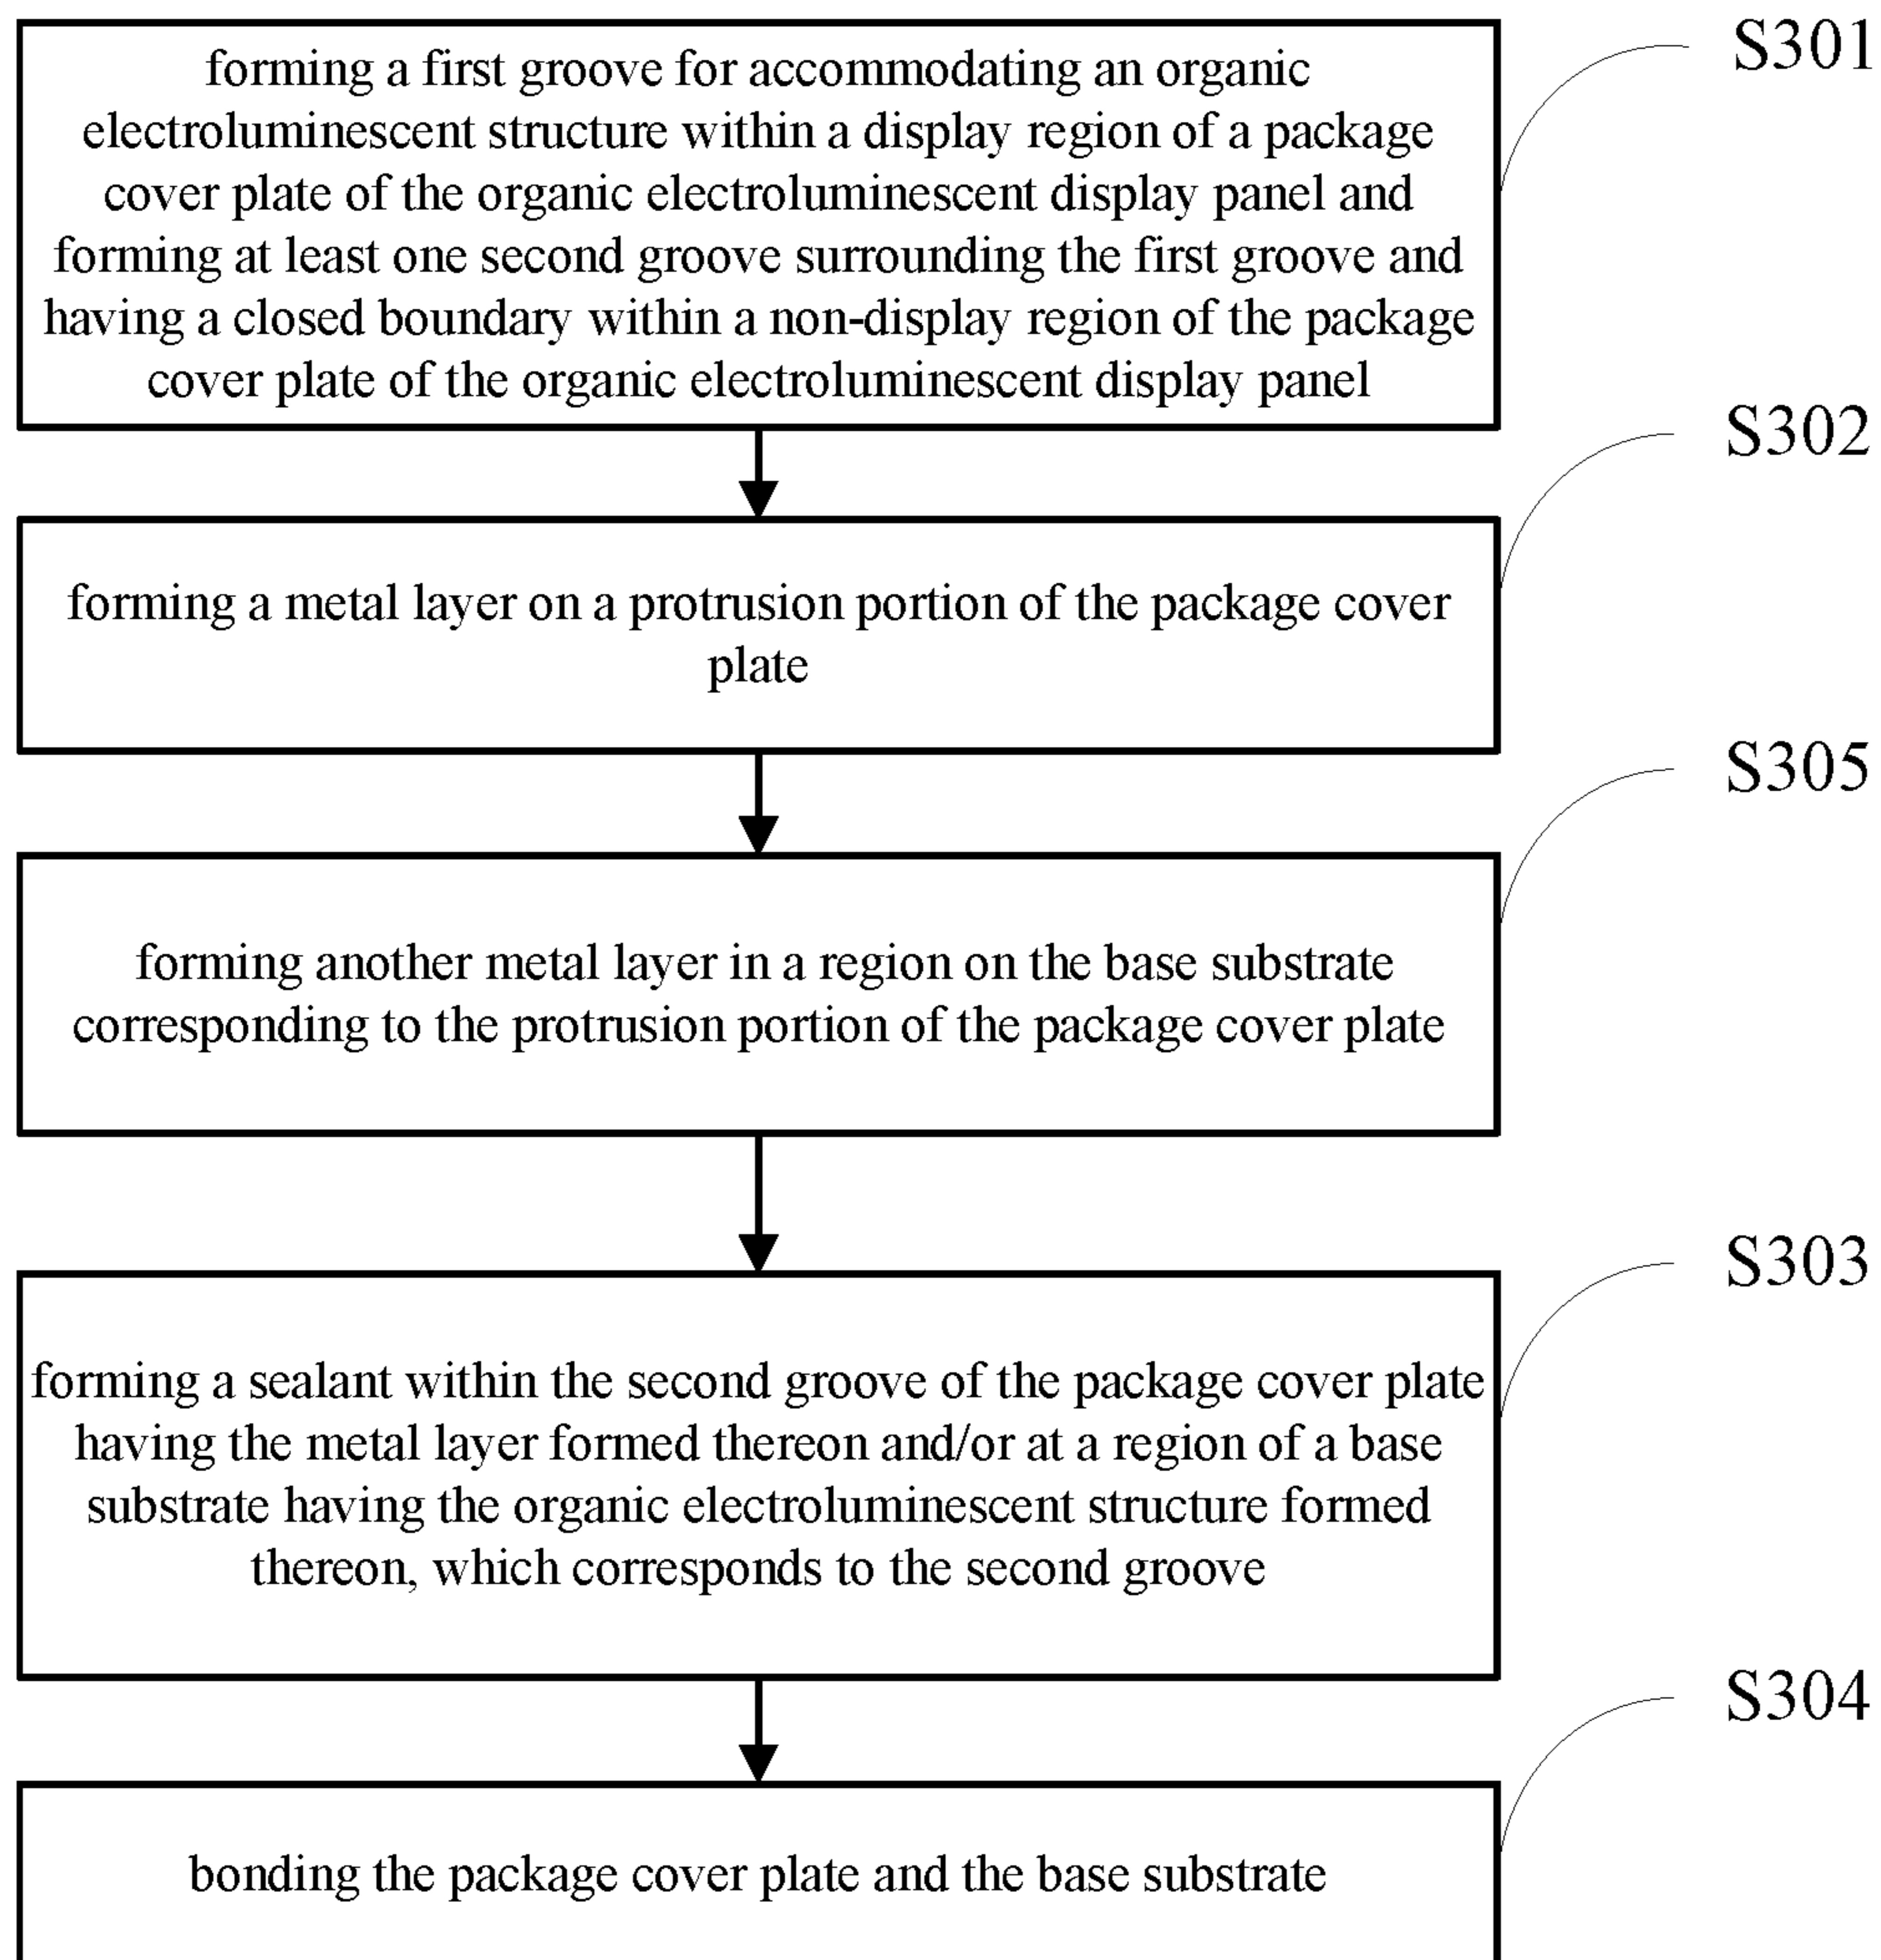 S301
forming a first groove for accommodating an organic
electroluminescent structure within a display region of a package
cover plate of the organic electroluminescent display panel and
forming at least one second groove surrounding the first groove and
having a closed boundary within a non-display region of the package
cover plate of the organic electroluminescent display panel
S302
forming a metal layer on a protrusion portion of the package cover
plate
S305
forming another metal layer in a region on the base substrate
corresponding to the protrusion portion of the package cover plate
S303
forming a sealant within the second groove of the package cover plate
having the metal layer formed thereon and/or at a region of a base
substrate having the organic electroluminescent structure formed
thereon, which corresponds to the second groove
S304
bonding the package cover plate and the base substrate